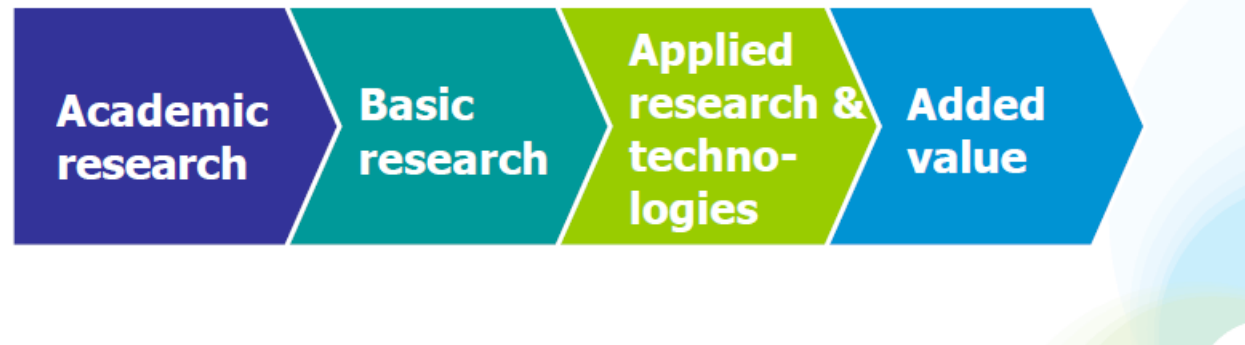 Academic
research
Basic
research
Applied
research &
techno-
logies
Added
value